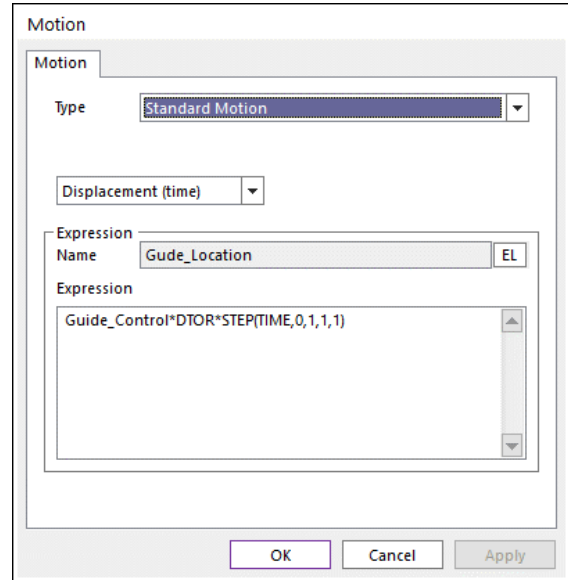 Motion
Motion
Type Standard Motion
Displacement (time)
Expression
Name Gude_Location EL
Expression
Guide_Control*DTOR*STEP(TIME,0,1,1,1)
OK Cancel Apply